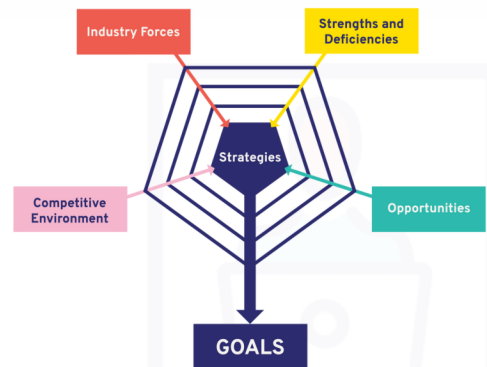 Industry Forces
Strengths and
Deficiencies
Strategies
Competitive
Environment
Opportunities
GOALS